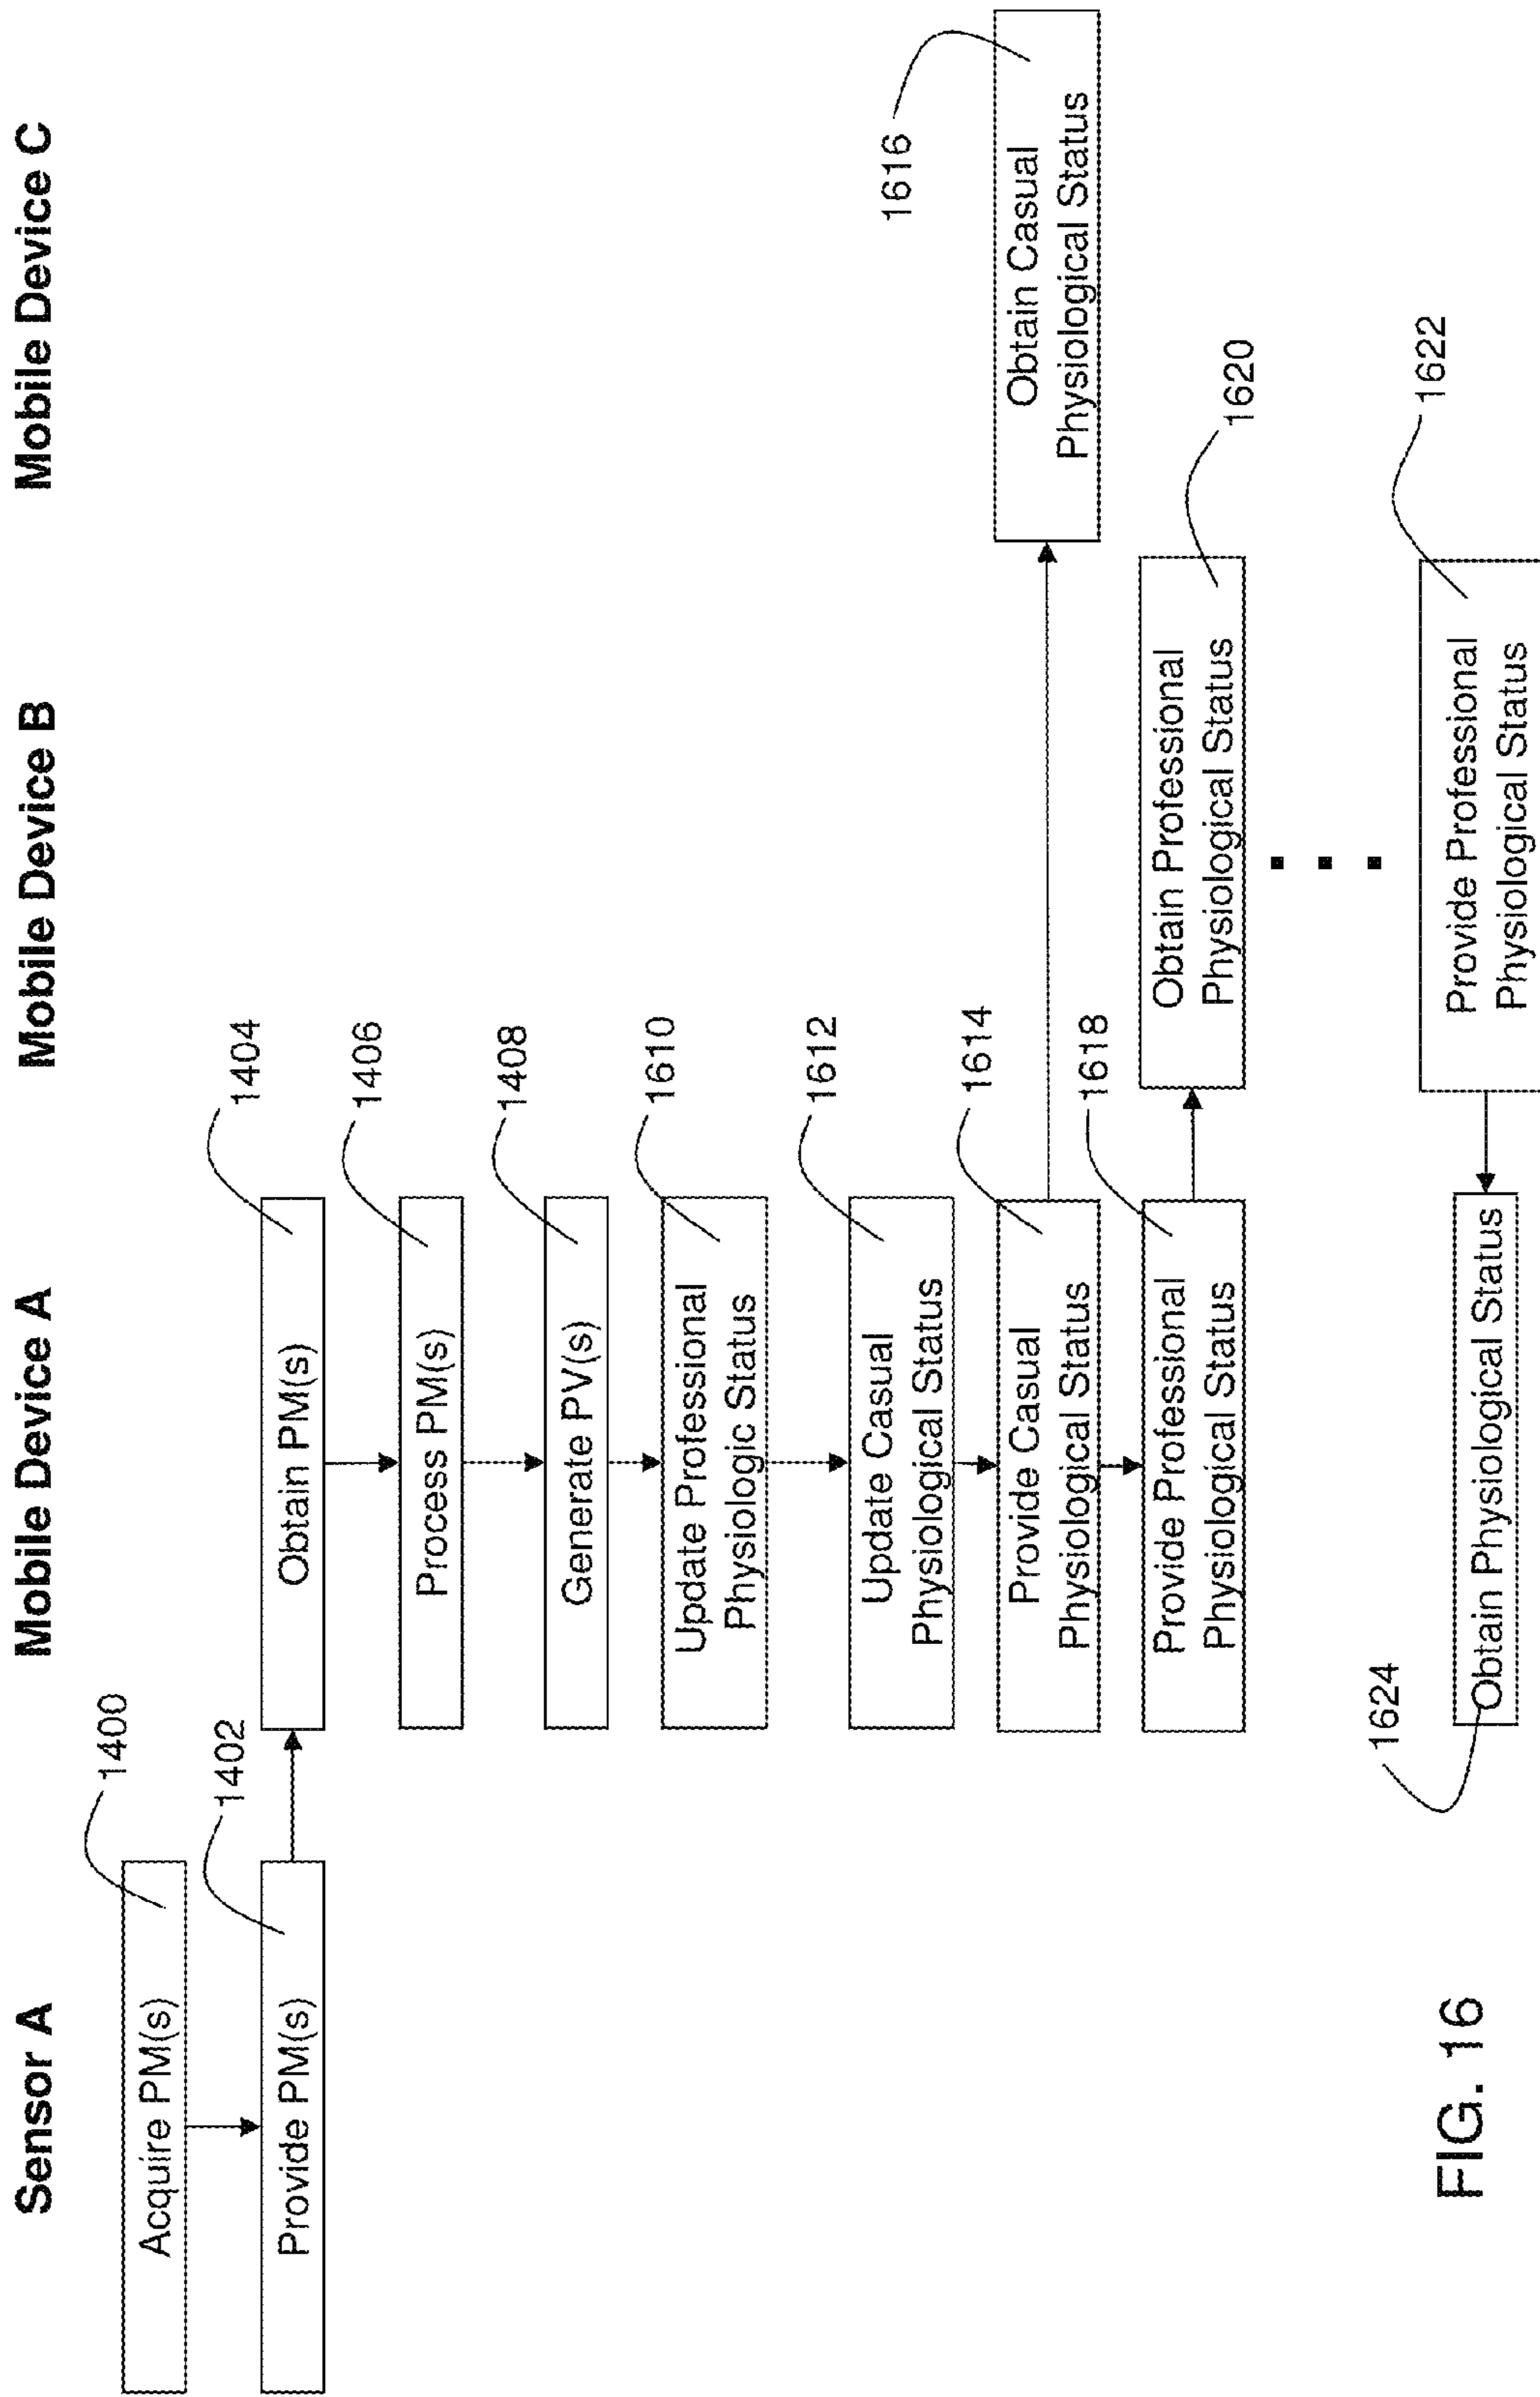 Sensor A
Mobile Device A
Mobile Device B
Mobile Device C
Acquire PM(s)
1400
Provide PM(s)
1402
Obtain PM(s)
1404
Process PM(s)
1406
Generate PV(s)
1408
Update Professional
Physiologic Status
1610
Update Casual
Physiological Status
1612
Provide Casual
Physiological Status
1614
Obtain Casual
Physiological Status
1616
Provide Professional
Physiological Status
1618
Obtain Professional
Physiological Status
1620
Provide Professional
Physiological Status
1622
Obtain Physiological Status
1624
FIG. 16